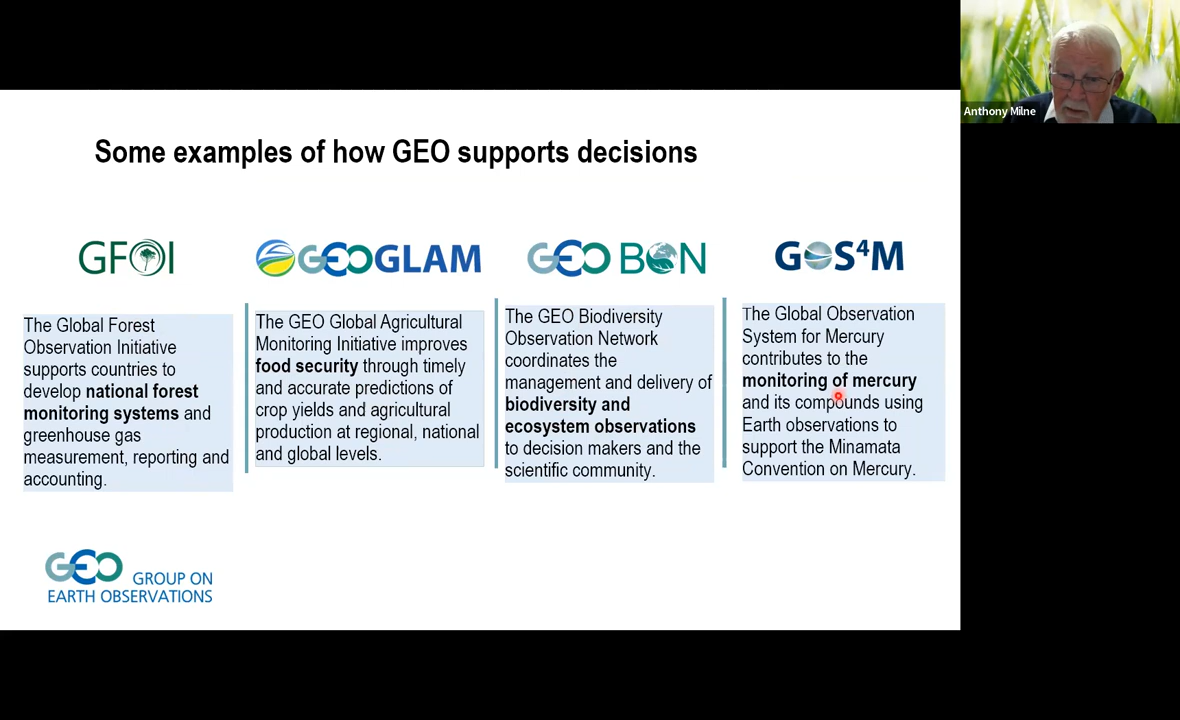 Anthony Milne
Some examples of how GEO supports decisions
GFOI
The Global Forest
Observation Initiative
supports countries to
develop national forest
monitoring systems and
greenhouse gas
measurement, reporting and
accounting.
GEOGLAM
The GEO Global Agricultural
Monitoring Initiative improves
food security through timely
and accurate predictions of
crop yields and agricultural
production at regional, national
and global levels.
GEO BON
The GEO Biodiversity
Observation Network
coordinates the
management and delivery of
biodiversity and
ecosystem observations
to decision makers and the
scientific community.
GOS⁴M
The Global Observation
System for Mercury
contributes to the
monitoring of mercury
and its compounds using
Earth observations to
support the Minamata
Convention on Mercury.
GEO GROUP ON
EARTH OBSERVATIONS